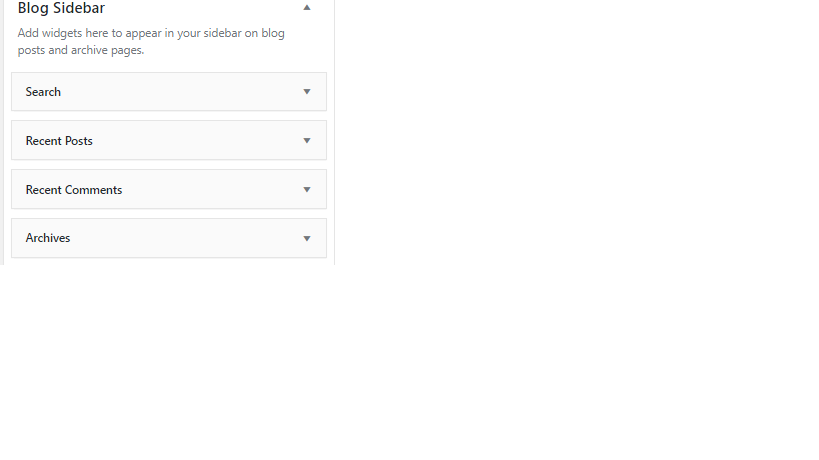 Blog Sidebar
Add widgets here to appear in your sidebar on blog
posts and archive pages.
Search
Recent Posts
Recent Comments
Archives